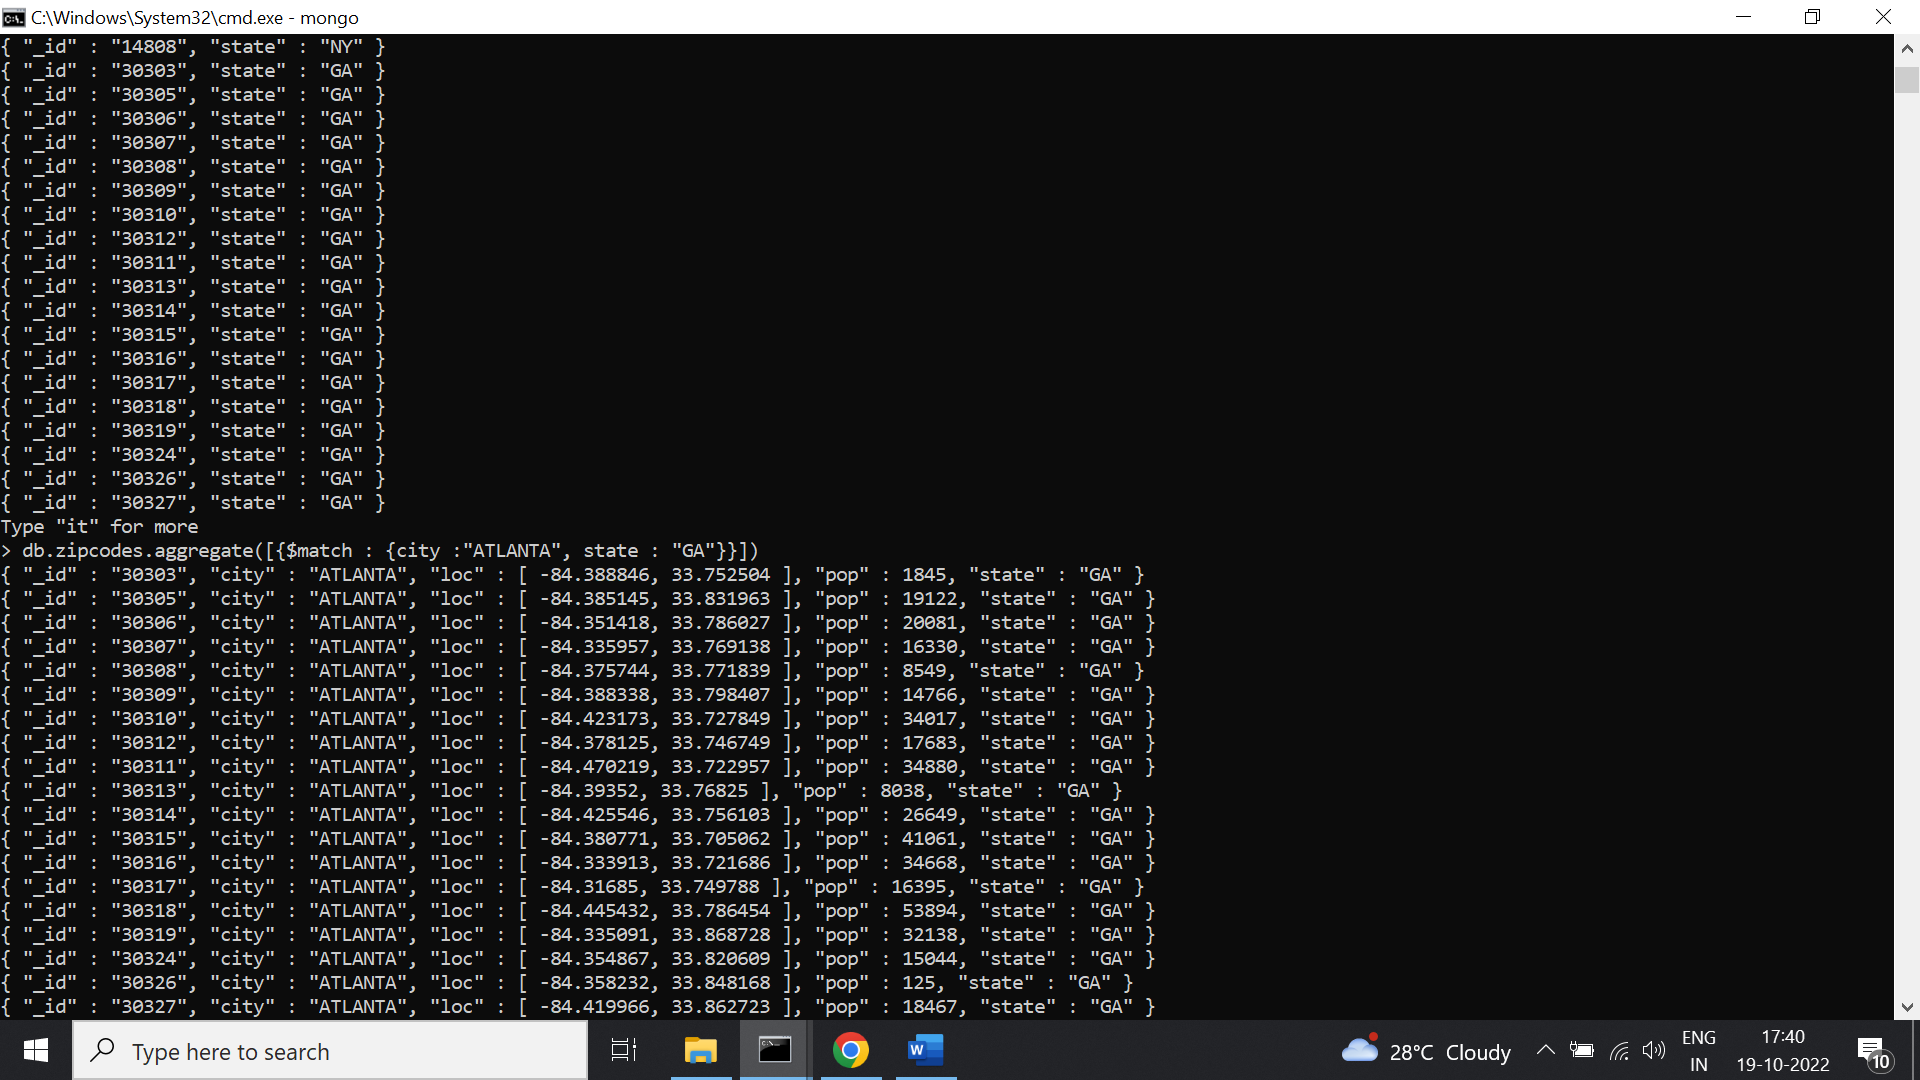 C:\Windows\System32\cmd.exe - mongo
{ "_id" : "14808", "state" : "NY" }
{ "_id" : "30303", "state" : "GA" }
{ "_id" : "30305", "state" : "GA" }
{ "_id" : "30306", "state" : "GA" }
{ "_id" : "30307", "state" : "GA" }
{ "_id" : "30308", "state" : "GA" }
{ "_id" : "30309", "state" : "GA" }
{ "_id" : "30310", "state" : "GA" }
{ "_id" : "30312", "state" : "GA" }
{ "_id" : "30311", "state" : "GA" }
{ "_id" : "30313", "state" : "GA" }
{ "_id" : "30314", "state" : "GA" }
{ "_id" : "30315", "state" : "GA" }
{ "_id" : "30316", "state" : "GA" }
{ "_id" : "30317", "state" : "GA" }
{ "_id" : "30318", "state" : "GA" }
{ "_id" : "30319", "state" : "GA" }
{ "_id" : "30324", "state" : "GA" }
{ "_id" : "30326", "state" : "GA" }
{ "_id" : "30327", "state" : "GA" }
Type "it" for more
> db.zipcodes.aggregate([{$match : {city :"ATLANTA", state : "GA"}}])
{ "_id" : "30303", "city" : "ATLANTA", "loc" : [ -84.388846, 33.752504 ], "pop" : 1845, "state" : "GA" }
{ "_id" : "30305", "city" : "ATLANTA", "loc" : [ -84.385145, 33.831963 ], "pop" : 19122, "state" : "GA" }
{ "_id" : "30306", "city" : "ATLANTA", "loc" : [ -84.351418, 33.786027 ], "pop" : 20081, "state" : "GA" }
{ "_id" : "30307", "city" : "ATLANTA", "loc" : [ -84.335957, 33.769138 ], "pop" : 16330, "state" : "GA" }
{ "_id" : "30308", "city" : "ATLANTA", "loc" : [ -84.375744, 33.771839 ], "pop" : 8549, "state" : "GA" }
{ "_id" : "30309", "city" : "ATLANTA", "loc" : [ -84.388338, 33.798407 ], "pop" : 14766, "state" : "GA" }
{ "_id" : "30310", "city" : "ATLANTA", "loc" : [ -84.423173, 33.727849 ], "pop" : 34017, "state" : "GA" }
{ "_id" : "30312", "city" : "ATLANTA", "loc" : [ -84.378125, 33.746749 ], "pop" : 17683, "state" : "GA" }
{ "_id" : "30311", "city" : "ATLANTA", "loc" : [ -84.470219, 33.722957 ], "pop" : 34880, "state" : "GA" }
{ "_id" : "30313", "city" : "ATLANTA", "loc" : [ -84.39352, 33.76825 ], "pop" : 8038, "state" : "GA" }
{ "_id" : "30314", "city" : "ATLANTA", "loc" : [ -84.425546, 33.756103 ], "pop" : 26649, "state" : "GA" }
{ "_id" : "30315", "city" : "ATLANTA", "loc" : [ -84.380771, 33.705062 ], "pop" : 41061, "state" : "GA" }
{ "_id" : "30316", "city" : "ATLANTA", "loc" : [ -84.333913, 33.721686 ], "pop" : 34668, "state" : "GA" }
{ "_id" : "30317", "city" : "ATLANTA", "loc" : [ -84.31685, 33.749788 ], "pop" : 16395, "state" : "GA" }
{ "_id" : "30318", "city" : "ATLANTA", "loc" : [ -84.445432, 33.786454 ], "pop" : 53894, "state" : "GA" }
{ "_id" : "30319", "city" : "ATLANTA", "loc" : [ -84.335091, 33.868728 ], "pop" : 32138, "state" : "GA" }
{ "_id" : "30324", "city" : "ATLANTA", "loc" : [ -84.354867, 33.820609 ], "pop" : 15044, "state" : "GA" }
{ "_id" : "30326", "city" : "ATLANTA", "loc" : [ -84.358232, 33.848168 ], "pop" : 125, "state" : "GA" }
{ "_id" : "30327", "city" : "ATLANTA", "loc" : [ -84.419966, 33.862723 ], "pop" : 18467, "state" : "GA" }
Type here to search
28°C Cloudy
ENG
IN
17:40
19-10-2022
10